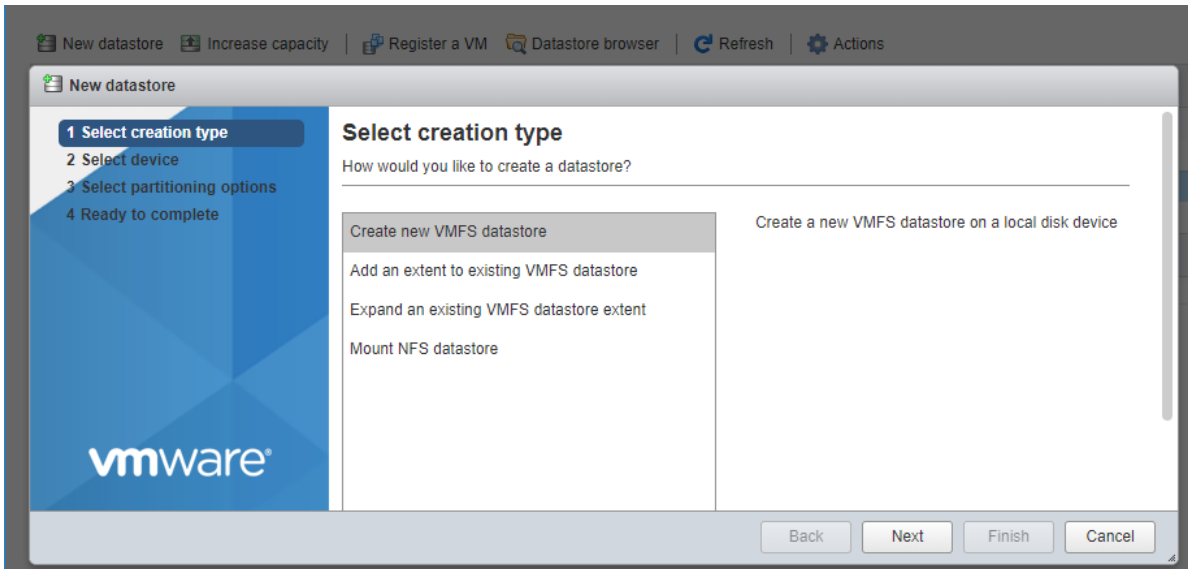 New datastore Increase capacity Register a VM Datastore browser Refresh Actions
New datastore
1 Select creation type
2 Select device
3 Select partitioning options
4 Ready to complete
vmware®
Select creation type
How would you like to create a datastore?
Create new VMFS datastore
Add an extent to existing VMFS datastore
Expand an existing VMFS datastore extent
Mount NFS datastore
Create a new VMFS datastore on a local disk device
Back Next Finish Cancel